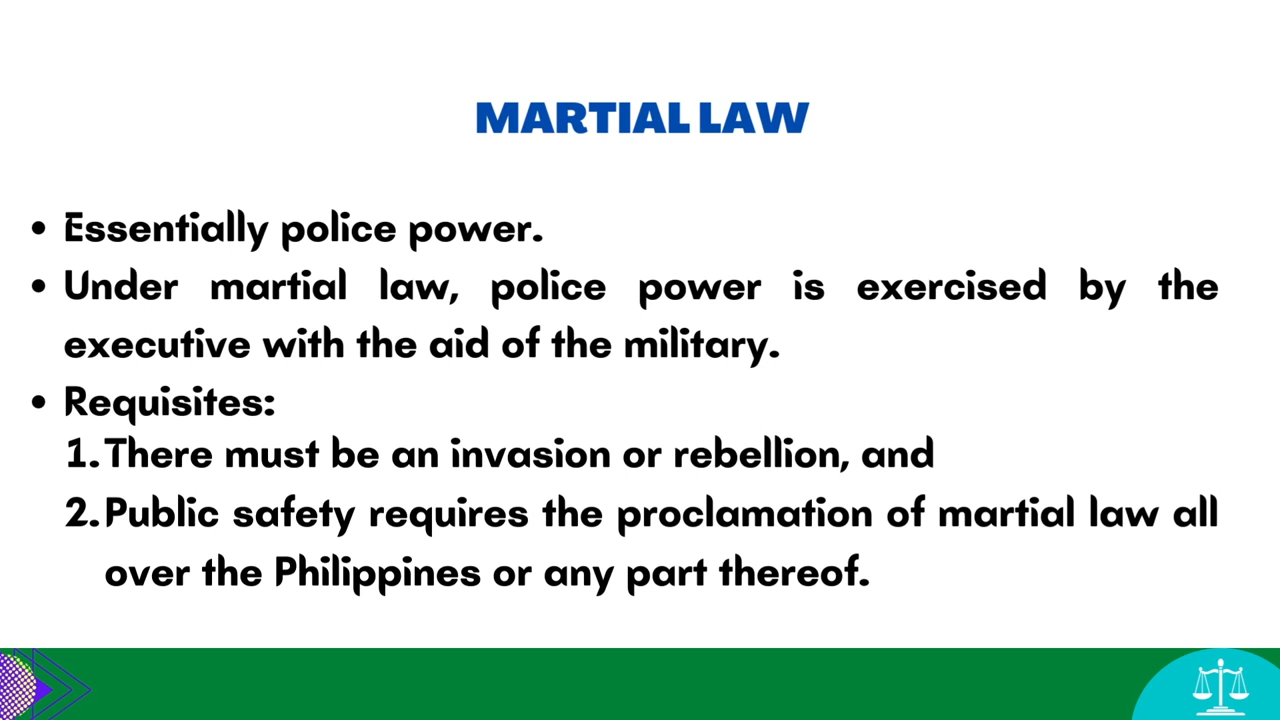 MARTIAL LAW
• Essentially police power.
• Under martial law, police power is exercised by the
executive with the aid of the military.
• Requisites:
1. There must be an invasion or rebellion, and
2. Public safety requires the proclamation of martial law all
over the Philippines or any part thereof.